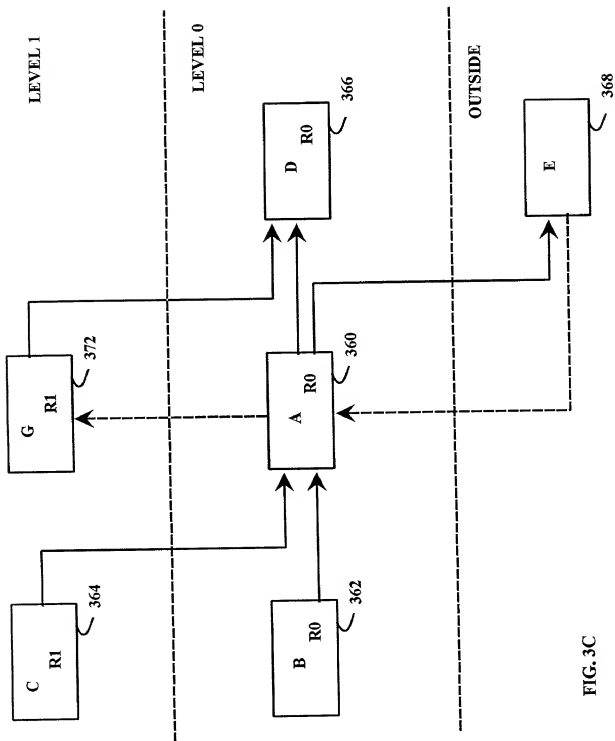 LEVEL 1
C
R1
364
G
R1
372
LEVEL 0
B
R0
362
A
R0
360
D
R0
366
OUTSIDE
E
368
FIG. 3C